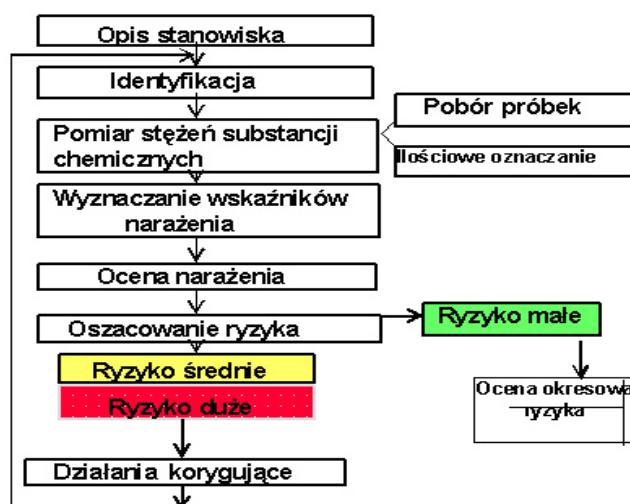 Opis stanowiska
Identyfikacja
Pomiar stężeń substancji
chemicznych
Pobór próbek
Ilościowe oznaczanie
Wyznaczanie wskaźników
narażenia
Ocena narażenia
Oszacowanie ryzyka
Ryzyko małe
Ryzyko średnie
Ryzyko duże
Ocena okresowa
ryzyka
Działania korygujące